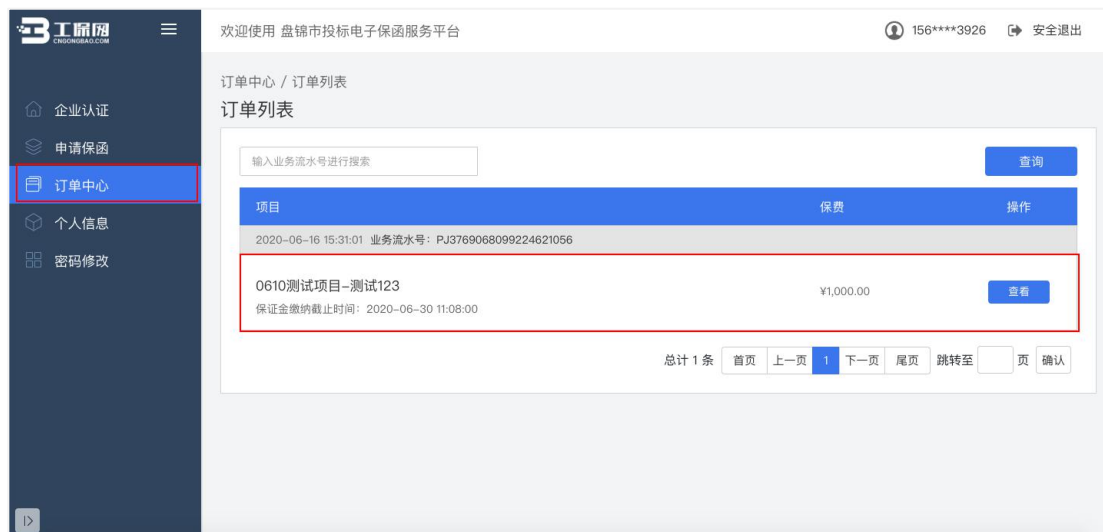 工保网
CNGONGBAO.COM
欢迎使用 盘锦市投标电子保函服务平台
156****3926
安全退出
企业认证
申请保函
订单中心
个人信息
密码修改
订单中心 / 订单列表
订单列表
输入业务流水号进行搜索
查询
项目 保费 操作
2020-06-16 15:31:01 业务流水号: PJ3769068099224621056
0610测试项目-测试123
保证金缴纳截止时间: 2020-06-30 11:08:00
¥1,000.00
查看
总计 1 条 首页 上一页 1 下一页 尾页 跳转至 页 确认